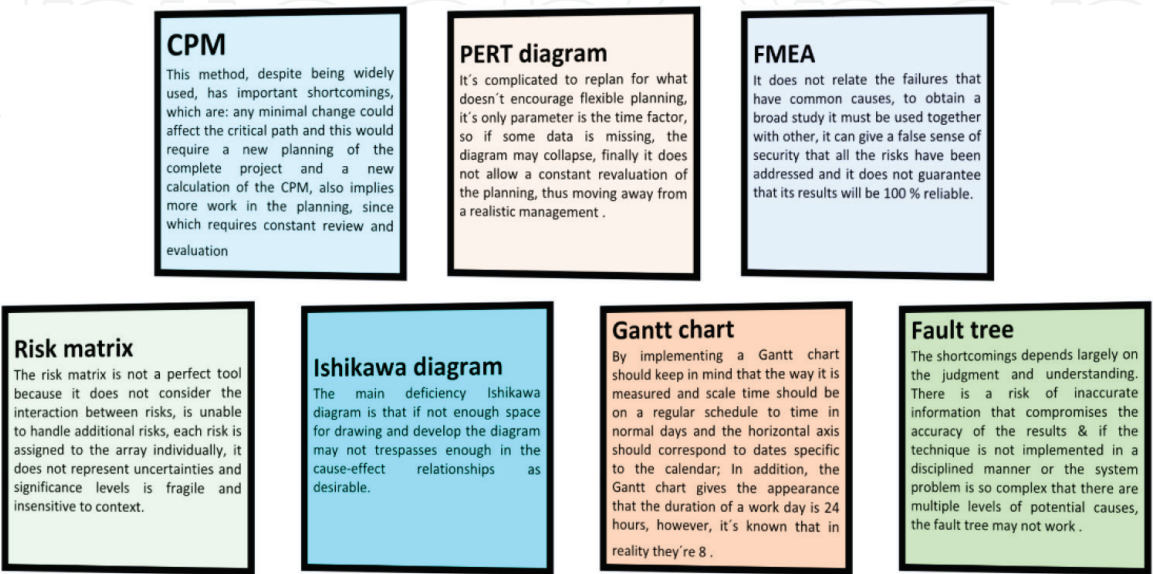 CPM
This method, despite being widely
used, has important shortcomings,
which are: any minimal change could
affect the critical path and this would
require a new planning of the
complete project and a new
calculation of the CPM, also implies
more work in the planning, since
which requires constant review and
evaluation
PERT diagram
It´s complicated to replan for what
doesn´t encourage flexible planning,
it´s only parameter is the time factor,
so if some data is missing, the
diagram may collapse, finally it does
not allow a constant revaluation of
the planning, thus moving away from
a realistic management .
FMEA
It does not relate the failures that
have common causes, to obtain a
broad study it must be used together
with other, it can give a false sense of
security that all the risks have been
addressed and it does not guarantee
that its results will be 100 % reliable.
Risk matrix
The risk matrix is not a perfect tool
because it does not consider the
interaction between risks, is unable
to handle additional risks, each risk is
assigned to the array individually, it
does not represent uncertainties and
significance levels is fragile and
insensitive to context.
Ishikawa diagram
The main deficiency Ishikawa
diagram is that if not enough space
for drawing and develop the diagram
may not trespasses enough in the
cause-effect relationships as
desirable.
Gantt chart
By implementing a Gantt chart
should keep in mind that the way it is
measured and scale time should be
on a regular schedule to time in
normal days and the horizontal axis
should correspond to dates specific
to the calendar; In addition, the
Gantt chart gives the appearance
that the duration of a work day is 24
hours, however, it´s known that in
reality they´re 8 .
Fault tree
The shortcomings depends largely on
the judgment and understanding.
There is a risk of inaccurate
information that compromises the
accuracy of the results & if the
technique is not implemented in a
disciplined manner or the system
problem is so complex that there are
multiple levels of potential causes,
the fault tree may not work .